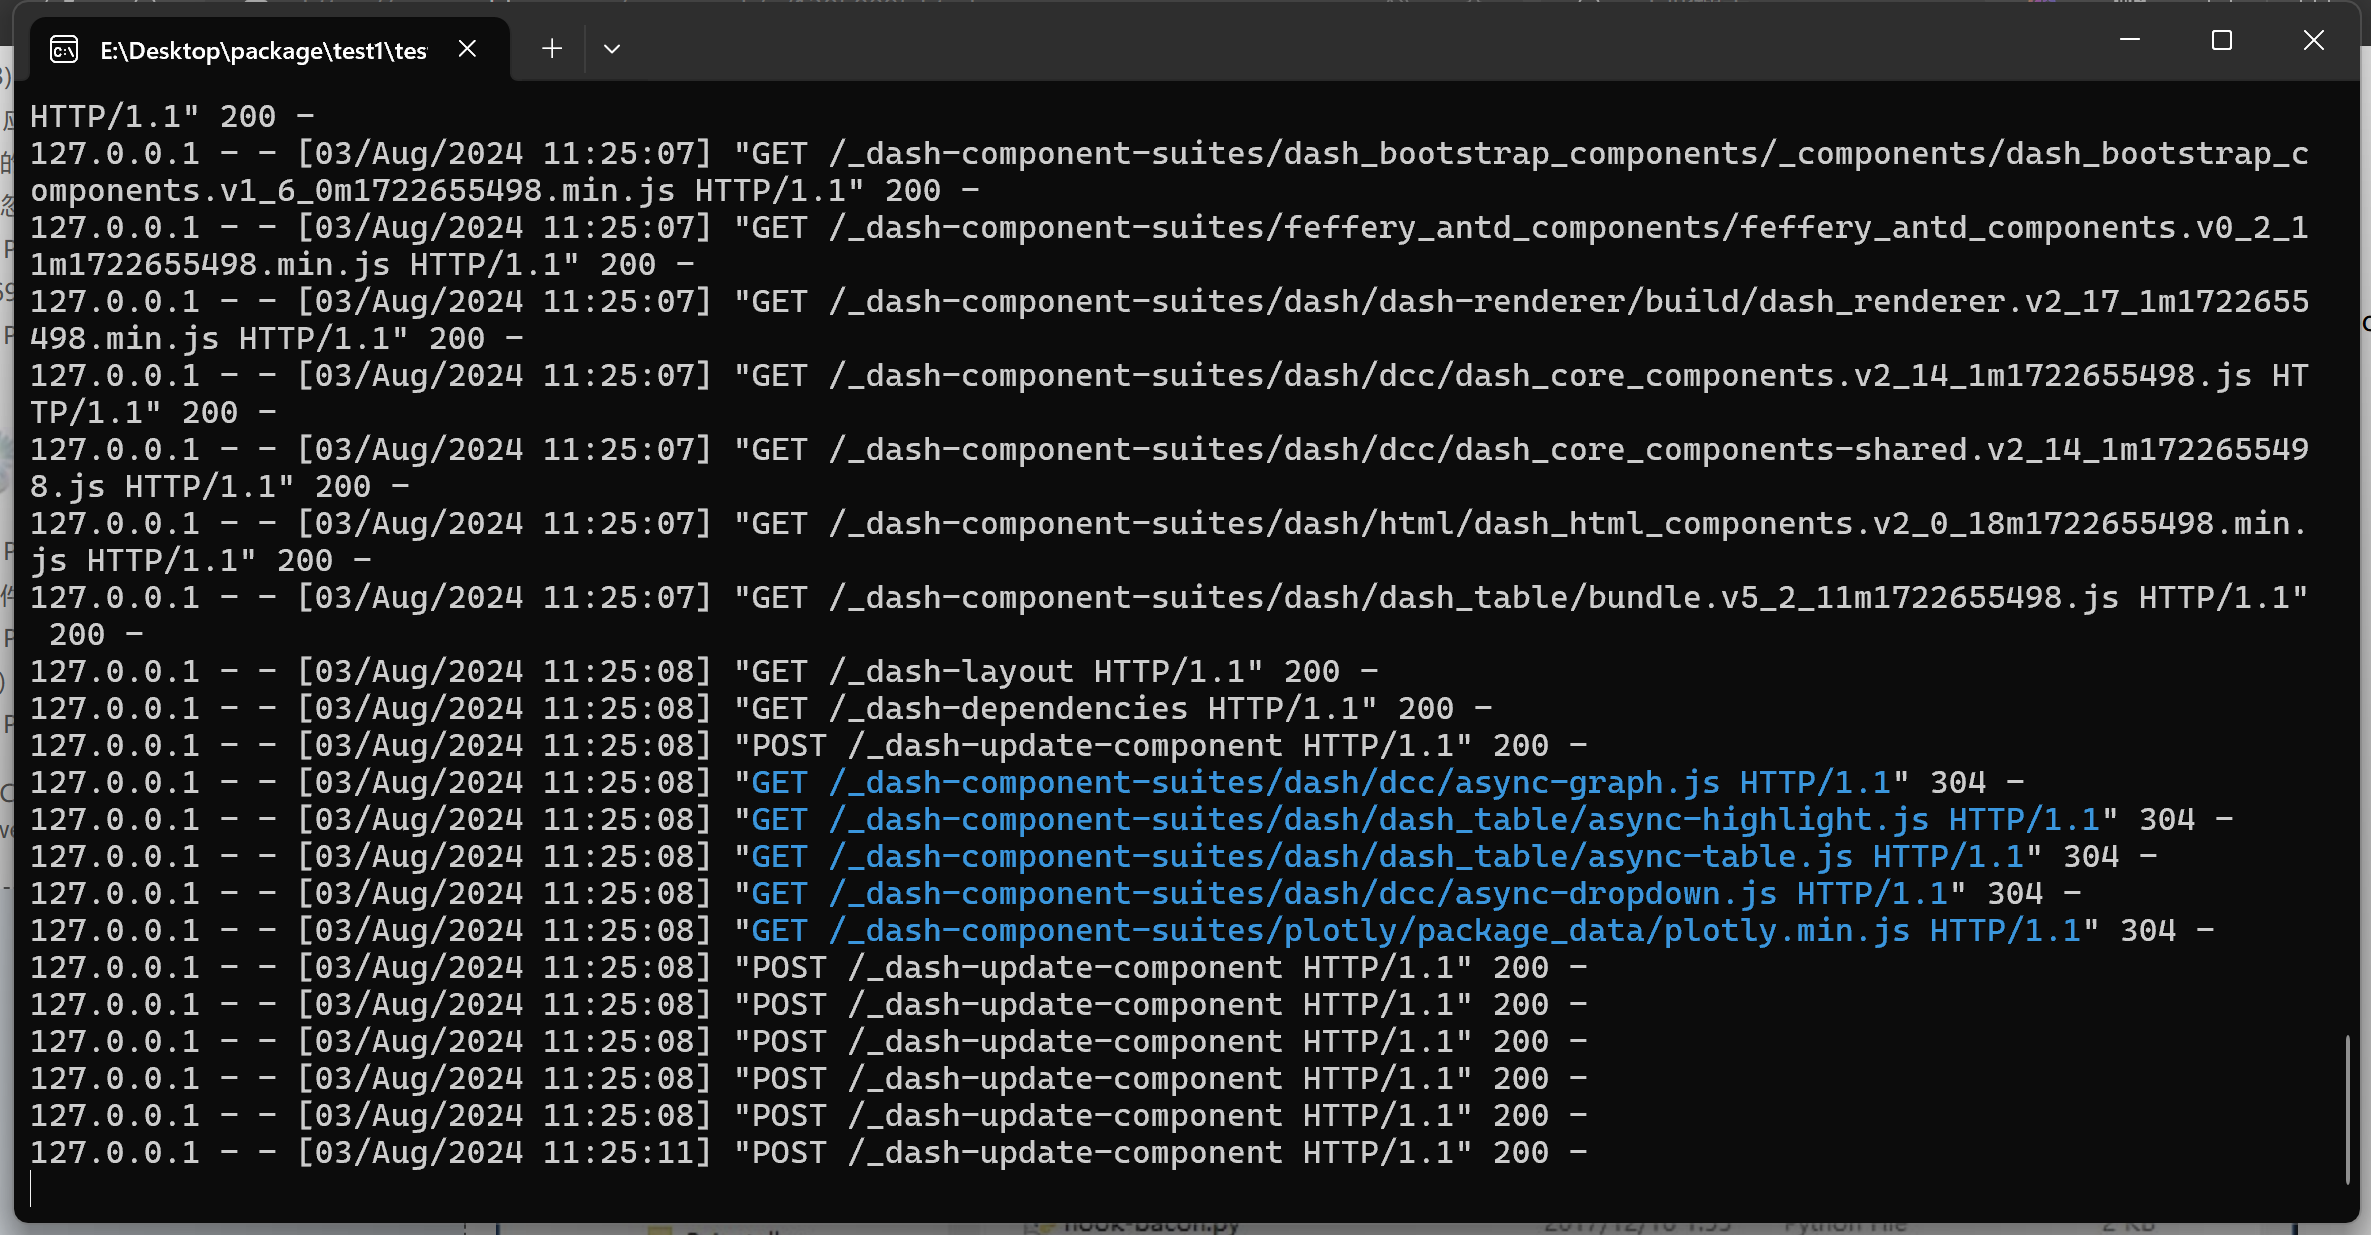 E:\Desktop\package\test1\tes
HTTP/1.1" 200 -
127.0.0.1 - - [03/Aug/2024 11:25:07] "GET /_dash-component-suites/dash_bootstrap_components/_components/dash_bootstrap_c
omponents.v1_6_0m1722655498.min.js HTTP/1.1" 200 -
127.0.0.1 - - [03/Aug/2024 11:25:07] "GET /_dash-component-suites/feffery_antd_components/feffery_antd_components.v0_2_1
1m1722655498.min.js HTTP/1.1" 200 -
127.0.0.1 - - [03/Aug/2024 11:25:07] "GET /_dash-component-suites/dash/dash-renderer/build/dash_renderer.v2_17_1m1722655
498.min.js HTTP/1.1" 200 -
127.0.0.1 - - [03/Aug/2024 11:25:07] "GET /_dash-component-suites/dash/dcc/dash_core_components.v2_14_1m1722655498.js HT
TP/1.1" 200 -
127.0.0.1 - - [03/Aug/2024 11:25:07] "GET /_dash-component-suites/dash/dcc/dash_core_components-shared.v2_14_1m172265549
8.js HTTP/1.1" 200 -
127.0.0.1 - - [03/Aug/2024 11:25:07] "GET /_dash-component-suites/dash/html/dash_html_components.v2_0_18m1722655498.min.
js HTTP/1.1" 200 -
127.0.0.1 - - [03/Aug/2024 11:25:07] "GET /_dash-component-suites/dash/dash_table/bundle.v5_2_11m1722655498.js HTTP/1.1"
 200 -
127.0.0.1 - - [03/Aug/2024 11:25:08] "GET /_dash-layout HTTP/1.1" 200 -
127.0.0.1 - - [03/Aug/2024 11:25:08] "GET /_dash-dependencies HTTP/1.1" 200 -
127.0.0.1 - - [03/Aug/2024 11:25:08] "POST /_dash-update-component HTTP/1.1" 200 -
127.0.0.1 - - [03/Aug/2024 11:25:08] "GET /_dash-component-suites/dash/dcc/async-graph.js HTTP/1.1" 304 -
127.0.0.1 - - [03/Aug/2024 11:25:08] "GET /_dash-component-suites/dash/dash_table/async-highlight.js HTTP/1.1" 304 -
127.0.0.1 - - [03/Aug/2024 11:25:08] "GET /_dash-component-suites/dash/dash_table/async-table.js HTTP/1.1" 304 -
127.0.0.1 - - [03/Aug/2024 11:25:08] "GET /_dash-component-suites/dash/dcc/async-dropdown.js HTTP/1.1" 304 -
127.0.0.1 - - [03/Aug/2024 11:25:08] "GET /_dash-component-suites/plotly/package_data/plotly.min.js HTTP/1.1" 304 -
127.0.0.1 - - [03/Aug/2024 11:25:08] "POST /_dash-update-component HTTP/1.1" 200 -
127.0.0.1 - - [03/Aug/2024 11:25:08] "POST /_dash-update-component HTTP/1.1" 200 -
127.0.0.1 - - [03/Aug/2024 11:25:08] "POST /_dash-update-component HTTP/1.1" 200 -
127.0.0.1 - - [03/Aug/2024 11:25:08] "POST /_dash-update-component HTTP/1.1" 200 -
127.0.0.1 - - [03/Aug/2024 11:25:08] "POST /_dash-update-component HTTP/1.1" 200 -
127.0.0.1 - - [03/Aug/2024 11:25:11] "POST /_dash-update-component HTTP/1.1" 200 -